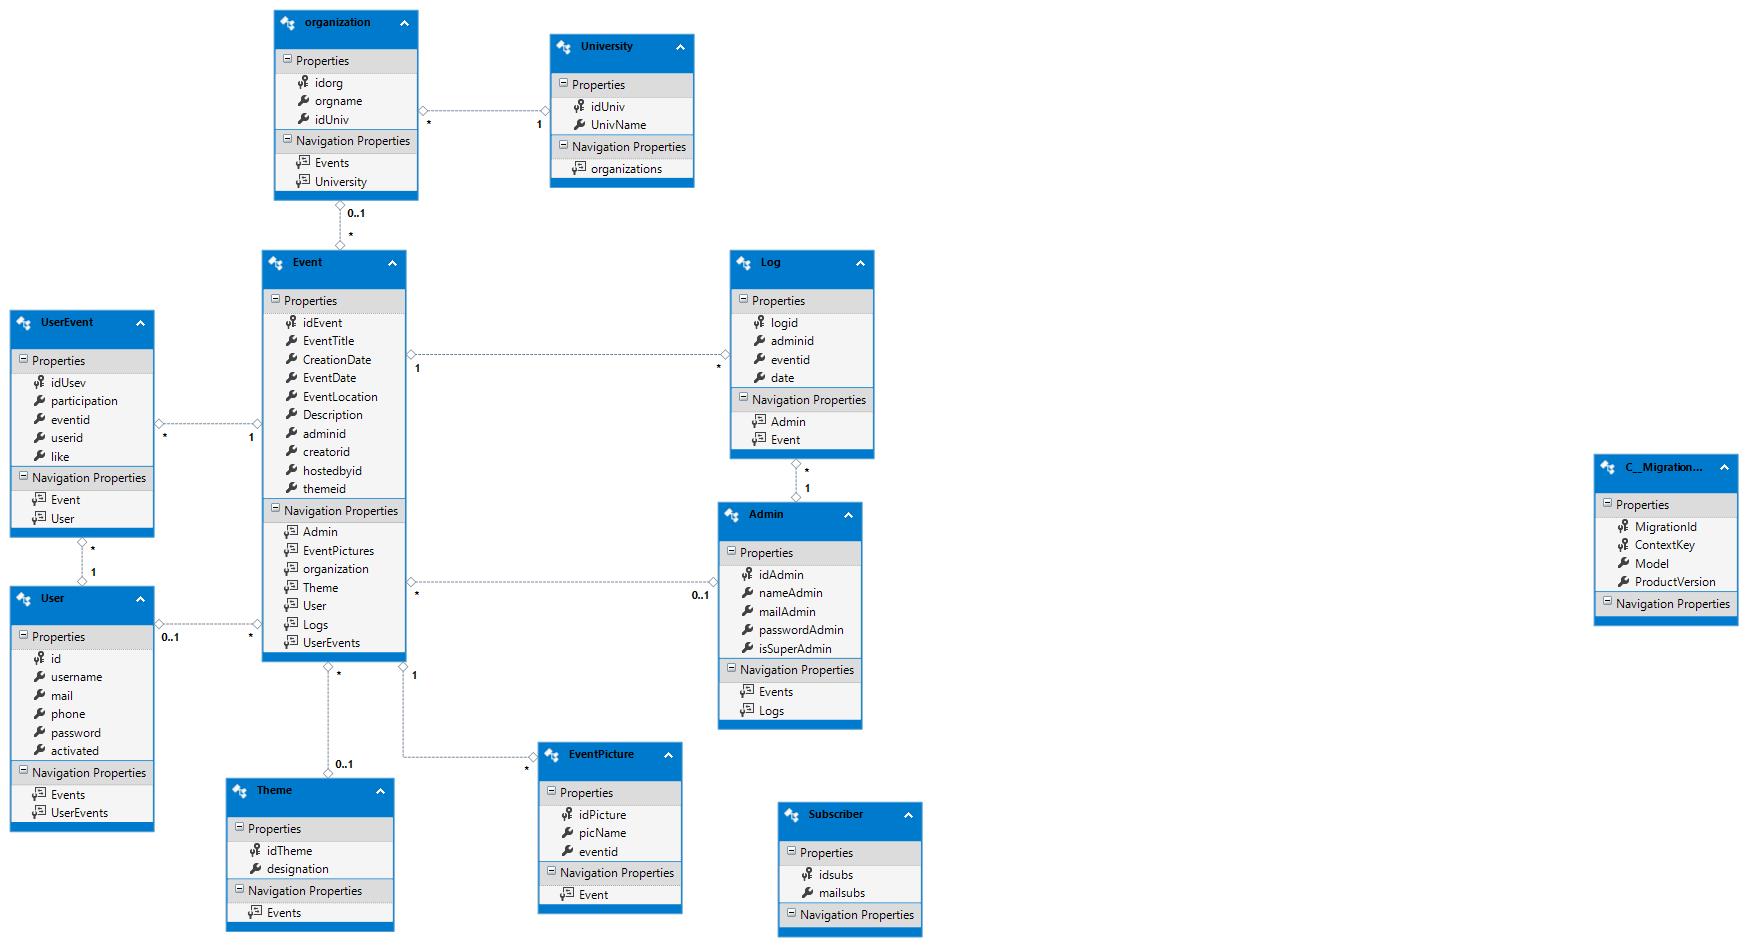 organization
Properties
idorg
orgname
idUniv
Navigation Properties
Events
University
University
Properties
idUniv
UnivName
Navigation Properties
organizations
*
1
0..1
*
Event
Properties
idEvent
EventTitle
CreationDate
EventDate
EventLocation
Description
adminid
creatorid
hostedbyid
themeid
Navigation Properties
Admin
EventPictures
organization
Theme
User
Logs
UserEvents
Log
Properties
logid
adminid
eventid
date
Navigation Properties
Admin
Event
1
*
UserEvent
Properties
idUsev
participation
eventid
userid
like
Navigation Properties
Event
User
*
1
*
1
*
1
C__Migration...
Properties
MigrationId
ContextKey
Model
ProductVersion
Navigation Properties
Admin
Properties
idAdmin
nameAdmin
mailAdmin
passwordAdmin
isSuperAdmin
Navigation Properties
Events
Logs
*
0..1
User
Properties
id
username
mail
phone
password
activated
Navigation Properties
Events
UserEvents
0..1
*
*
1
0..1
*
Theme
Properties
idTheme
designation
Navigation Properties
Events
EventPicture
Properties
idPicture
picName
eventid
Navigation Properties
Event
Subscriber
Properties
idsubs
mailsubs
Navigation Properties